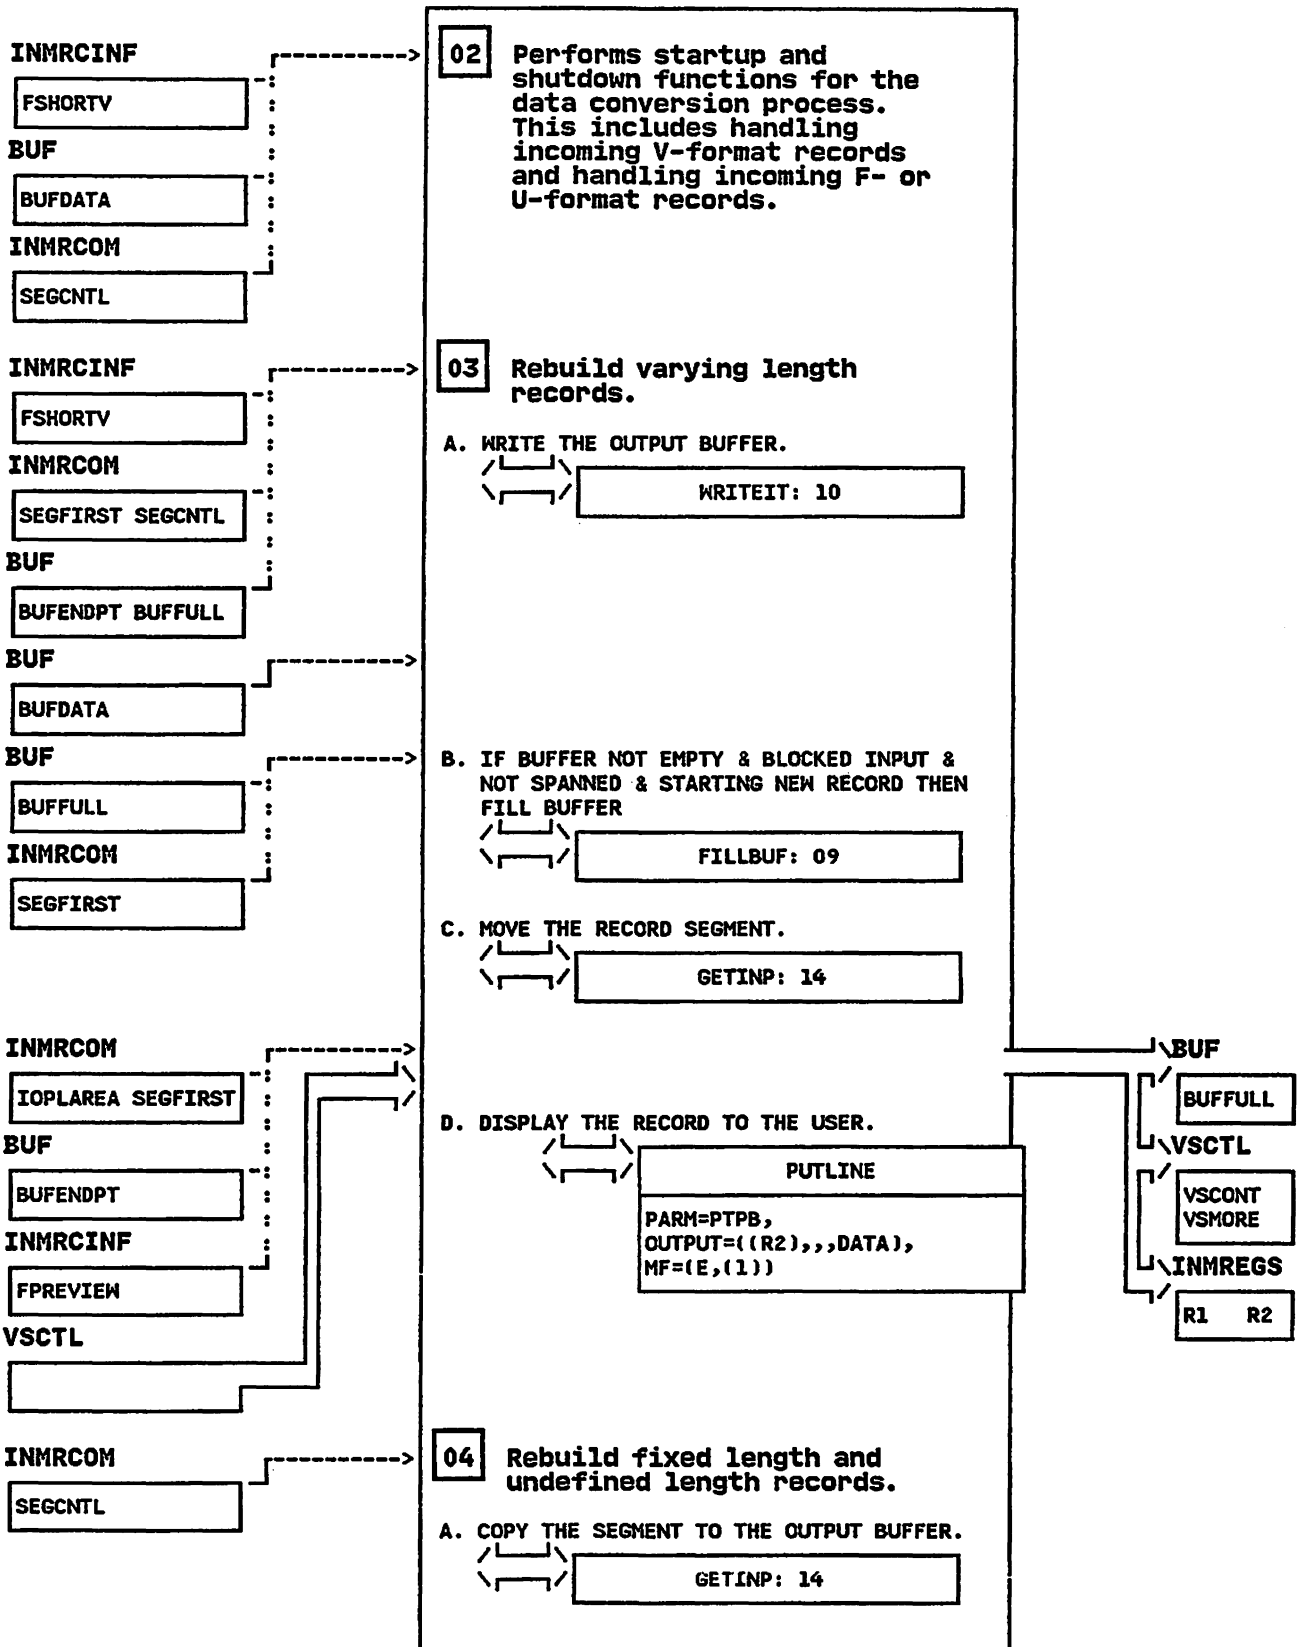 INMRCINF
FSHORTV
BUF
BUFDATA
INMRCOM
SEGCNTL
02
Performs startup and
shutdown functions for the
data conversion process.
This includes handling
incoming V-format records
and handling incoming F- or
U-format records.
INMRCINF
FSHORTV
INMRCOM
SEGFIRST SEGCNTL
BUF
BUFENDPT BUFFULL
BUF
BUFDATA
03
Rebuild varying length
records.
A. WRITE THE OUTPUT BUFFER.
WRITEIT: 10
BUF
BUFFULL
INMRCOM
SEGFIRST
B. IF BUFFER NOT EMPTY & BLOCKED INPUT &
NOT SPANNED & STARTING NEW RECORD THEN
FILL BUFFER
FILLBUF: 09
C. MOVE THE RECORD SEGMENT.
GETINP: 14
INMRCOM
IOPLAREA SEGFIRST
BUF
BUFENDPT
INMRCINF
FPREVIEW
VSCTL
D. DISPLAY THE RECORD TO THE USER.
PUTLINE
PARM=PTPB,
OUTPUT=((R2),,,DATA),
MF=(E,(1))
BUF
BUFFULL
VSCTL
VSCONT
VSMORE
INMREGS
R1 R2
INMRCOM
SEGCNTL
04
Rebuild fixed length and
undefined length records.
A. COPY THE SEGMENT TO THE OUTPUT BUFFER.
GETINP: 14